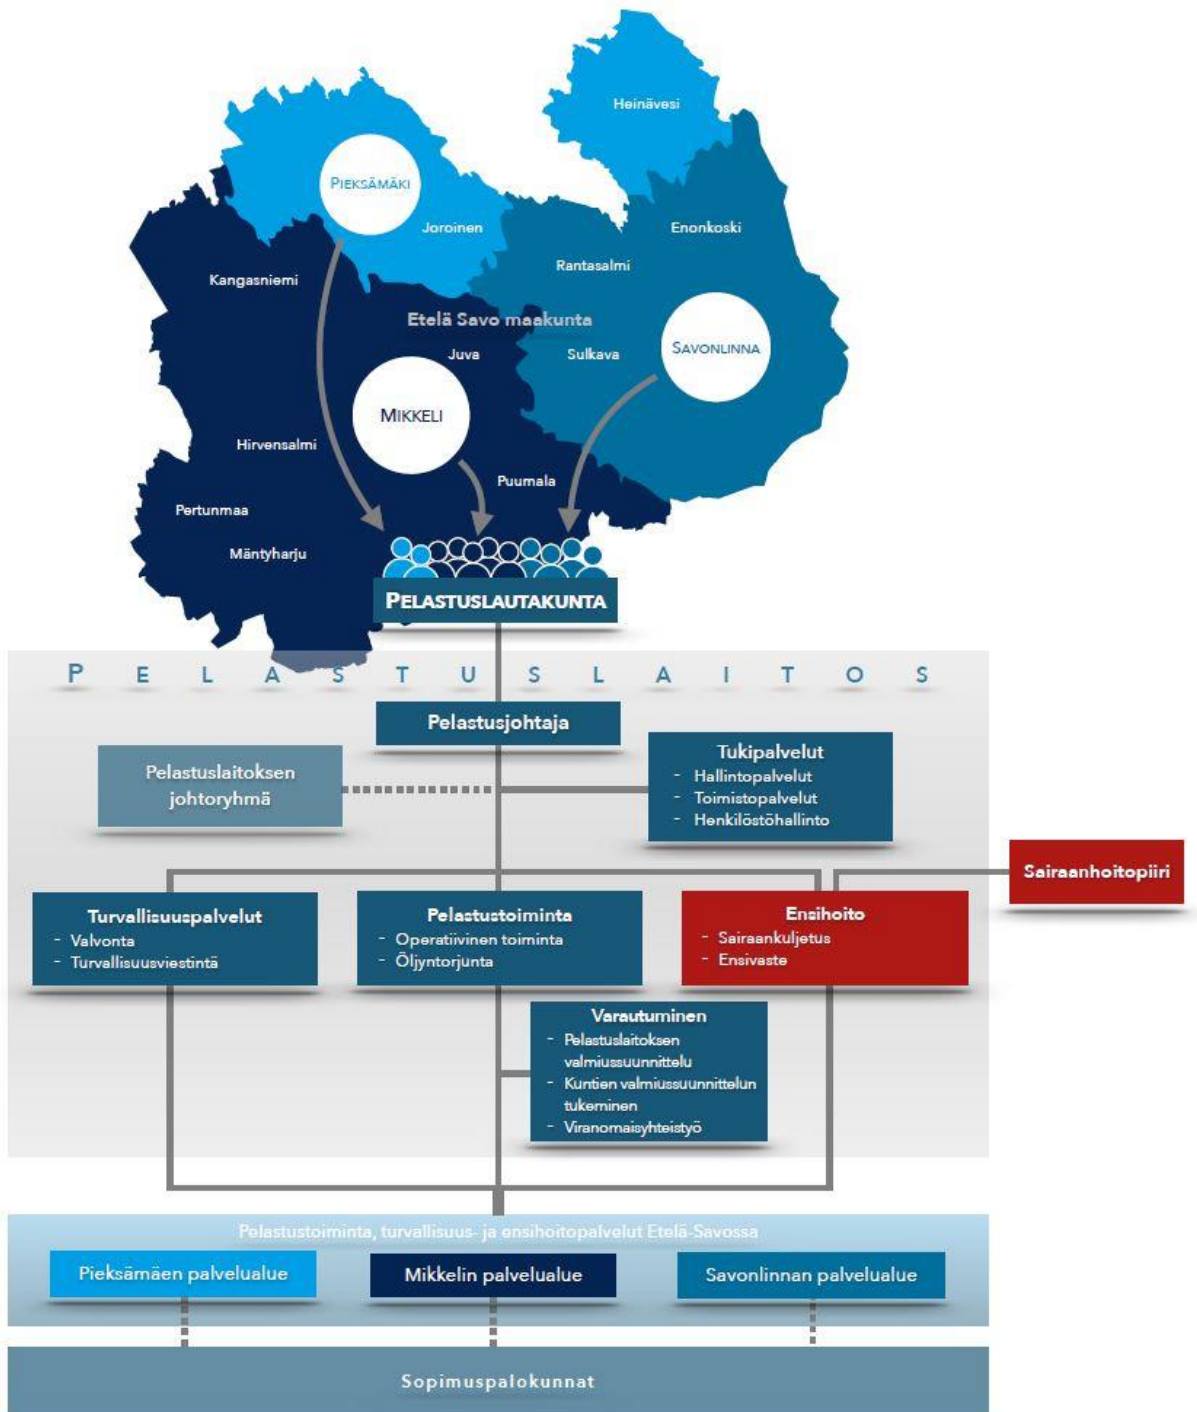 Heinävesi
PIEKSÄMÄKI
Joroinen
Enonkoski
Rantasalmi
Kangasniemi
Etelä Savo maakunta
Juva
Sulkava
SAVONLINNA
MIKKELI
Hirvensalmi
Puumala
Pertunmaa
Mäntyharju
PELASTUSLAUTAKUNTA
PELASTUSLAITOS
Pelastusjohtaja
Pelastuslaitoksen
johtoryhmä
Tukipalvelut
- Hallintopalvelut
- Toimistopalvelut
- Henkilöstöhallinto
Sairaanhoitopiiri
Turvallisuuspalvelut
- Valvonta
- Turvallisuusviestintä
Pelastustoiminta
- Operatiivinen toiminta
- Öljyntorjunta
Ensihoito
- Sairaankuljetus
- Ensivaste
Varautuminen
- Pelastuslaitoksen
valmiussuunnittelu
- Kuntien valmiussuunnittelun
tukeminen
- Viranomaisyhteistyö
Pelastustoiminta, turvallisuus- ja ensihoitopalvelut Etelä-Savossa
Pieksämäen palvelualue
Mikkelin palvelualue
Savonlinnan palvelualue
Sopimuspalokunnat